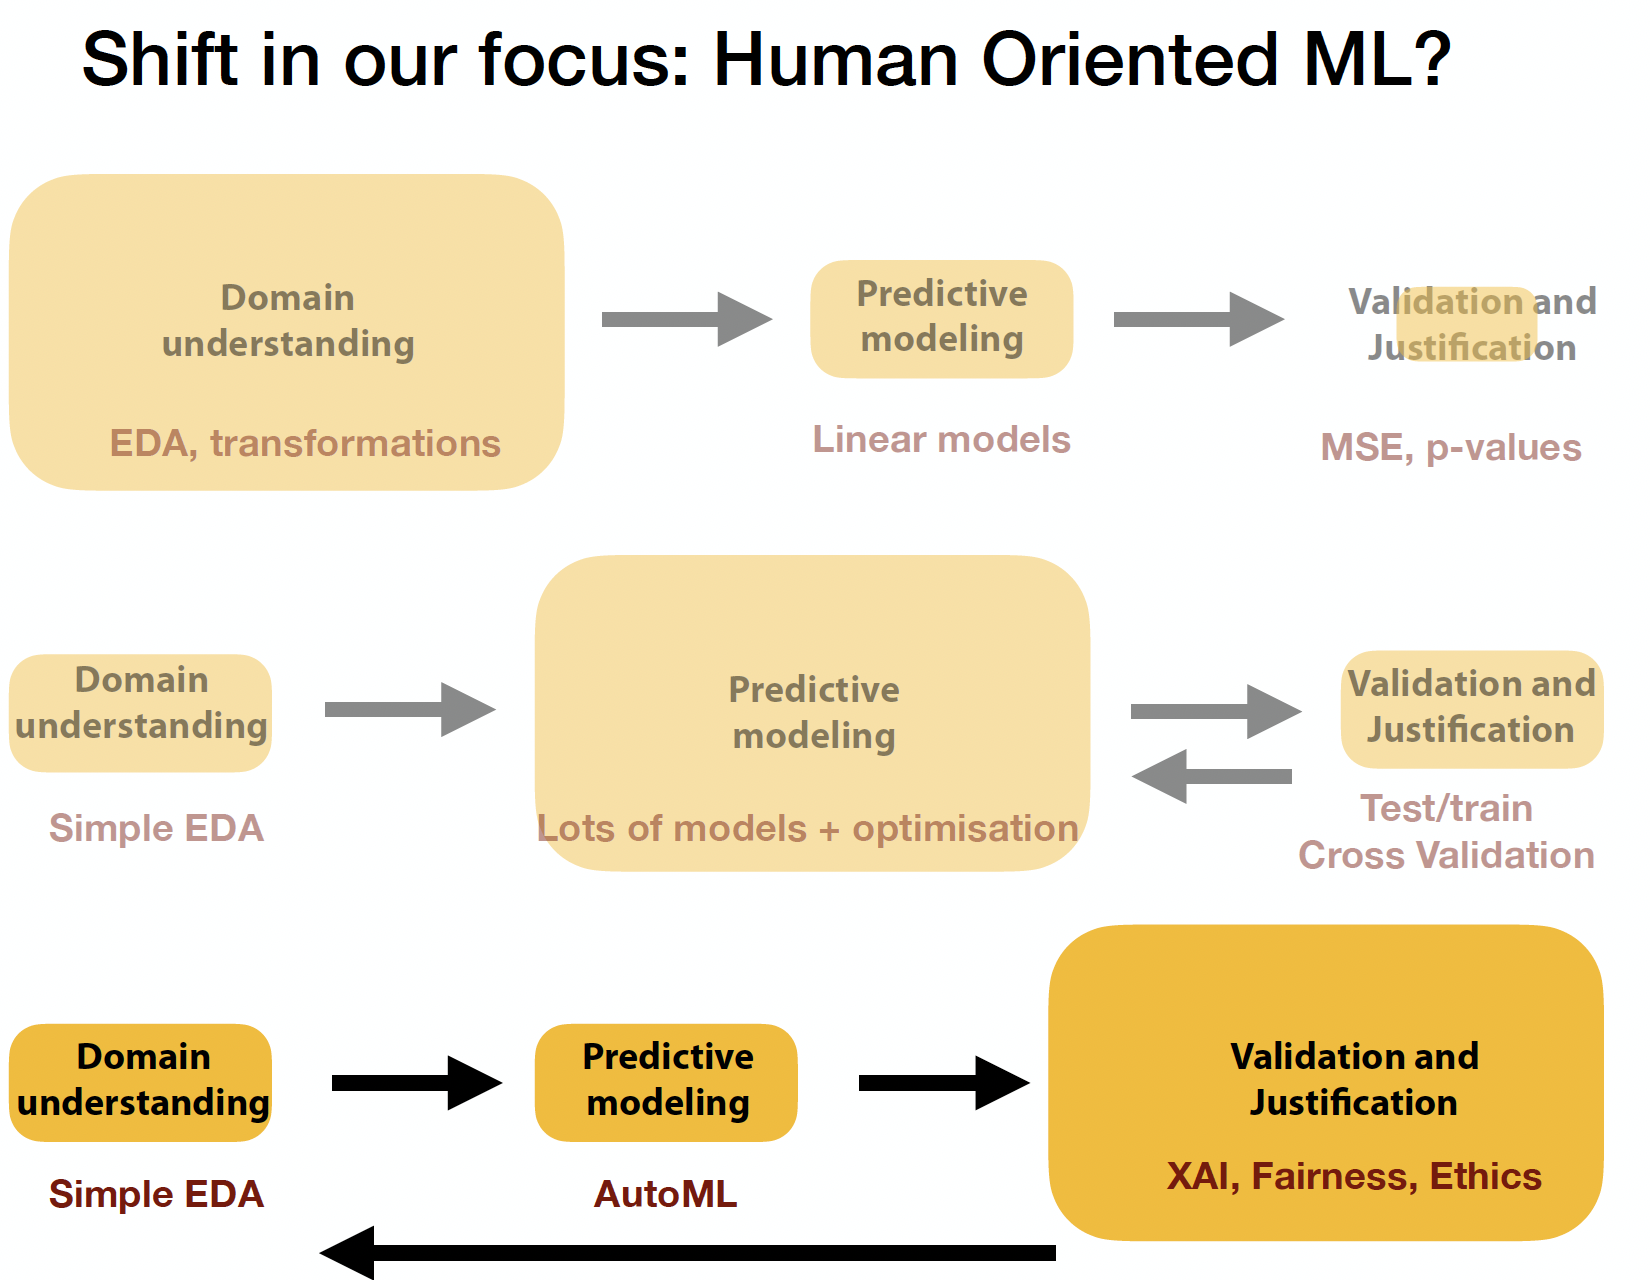 Shift in our focus: Human Oriented ML?
Domain
understanding
EDA, transformations
Predictive
modeling
Linear models
Validation and
Justification
MSE, p-values
Domain
understanding
Simple EDA
Predictive
modeling
Lots of models + optimisation
Validation and
Justification
Test/train
Cross Validation
Domain
understanding
Simple EDA
Predictive
modeling
AutoML
Validation and
Justification
XAI, Fairness, Ethics